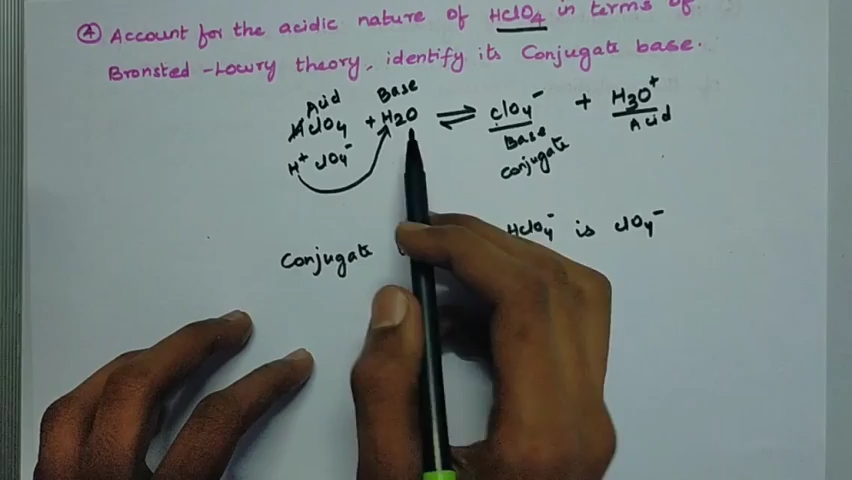 ④ Account for the acidic nature of HClO4 in terms of
Bronsted-Lowry theory, identify its Conjugate base.
Acid Base
HClO4 + H2O ⇌ ClO4⁻ + H3O⁺
H⁺ ClO4⁻ Base Acid
Conjugate
Conjugate HClO4⁻ is ClO4⁻